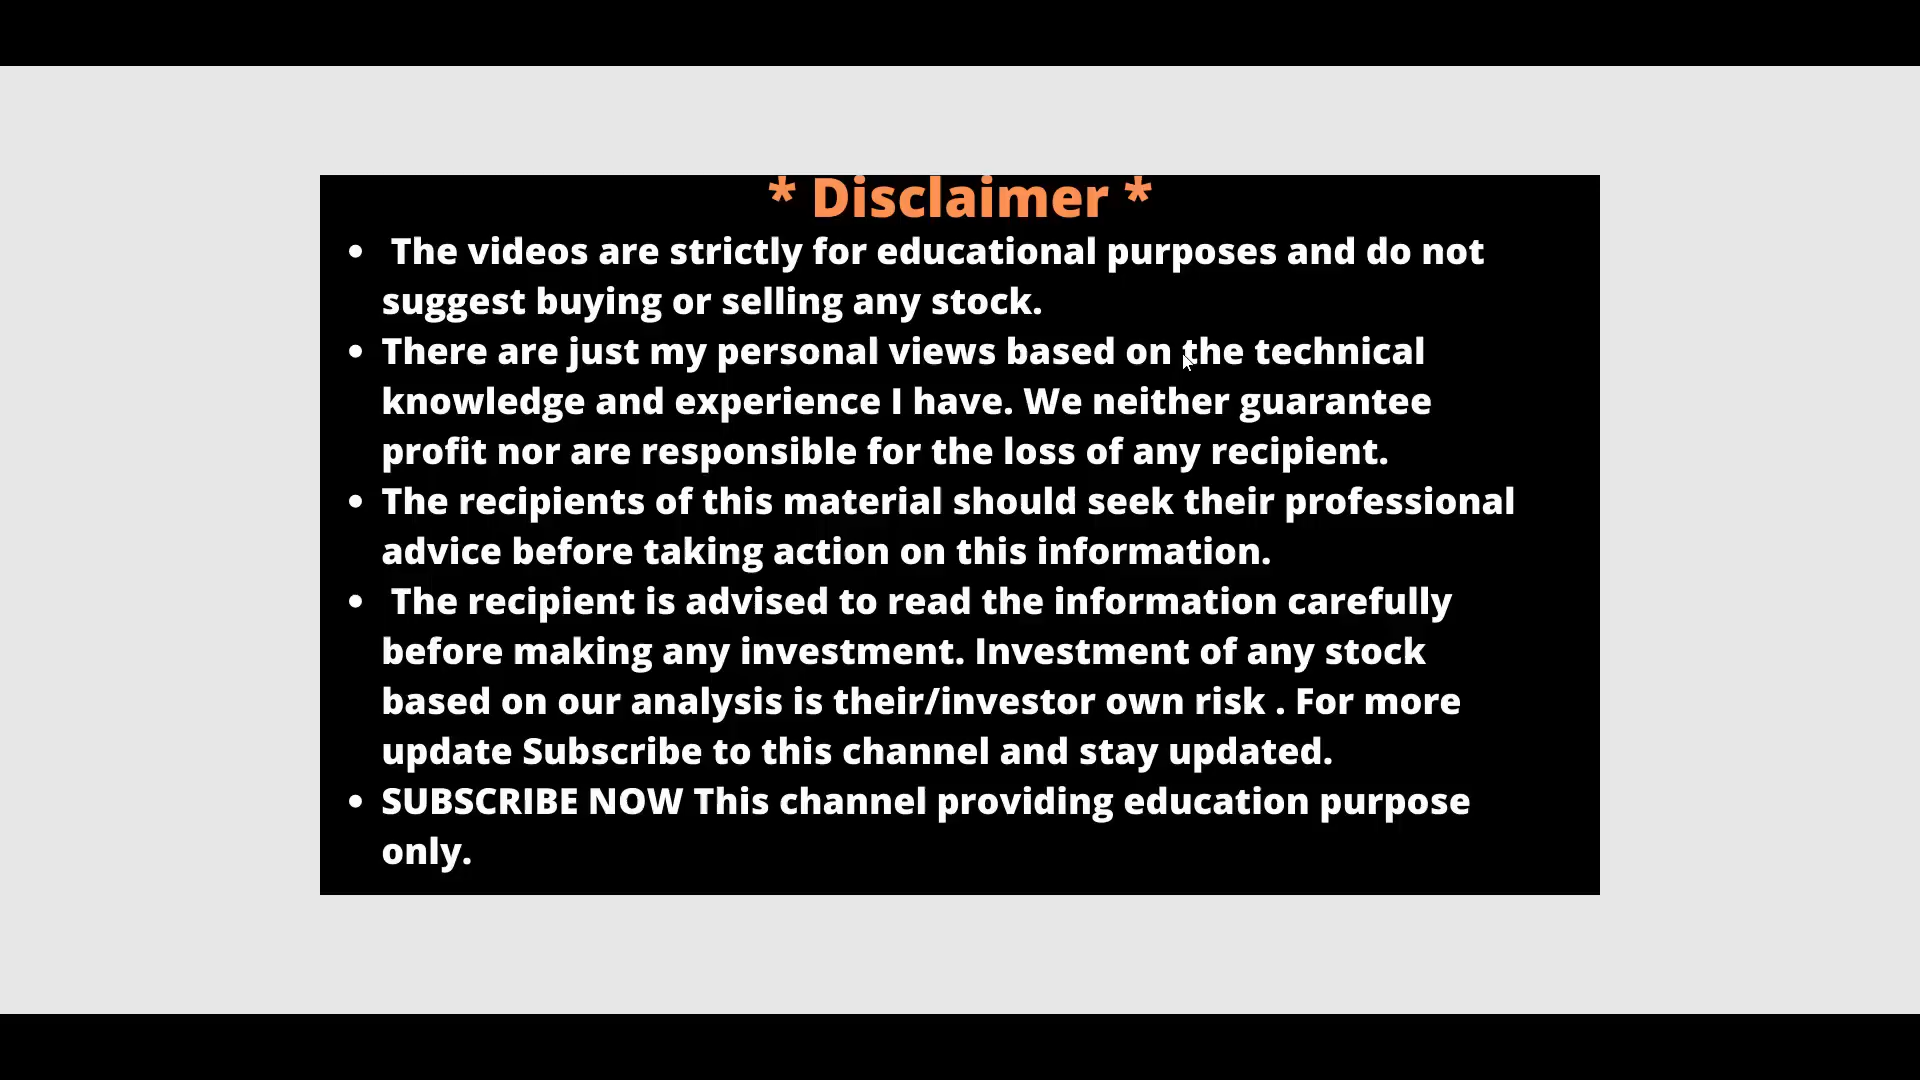 * Disclaimer *
• The videos are strictly for educational purposes and do not
suggest buying or selling any stock.
• There are just my personal views based on the technical
knowledge and experience I have. We neither guarantee
profit nor are responsible for the loss of any recipient.
• The recipients of this material should seek their professional
advice before taking action on this information.
• The recipient is advised to read the information carefully
before making any investment. Investment of any stock
based on our analysis is their/investor own risk . For more
update Subscribe to this channel and stay updated.
• SUBSCRIBE NOW This channel providing education purpose
only.